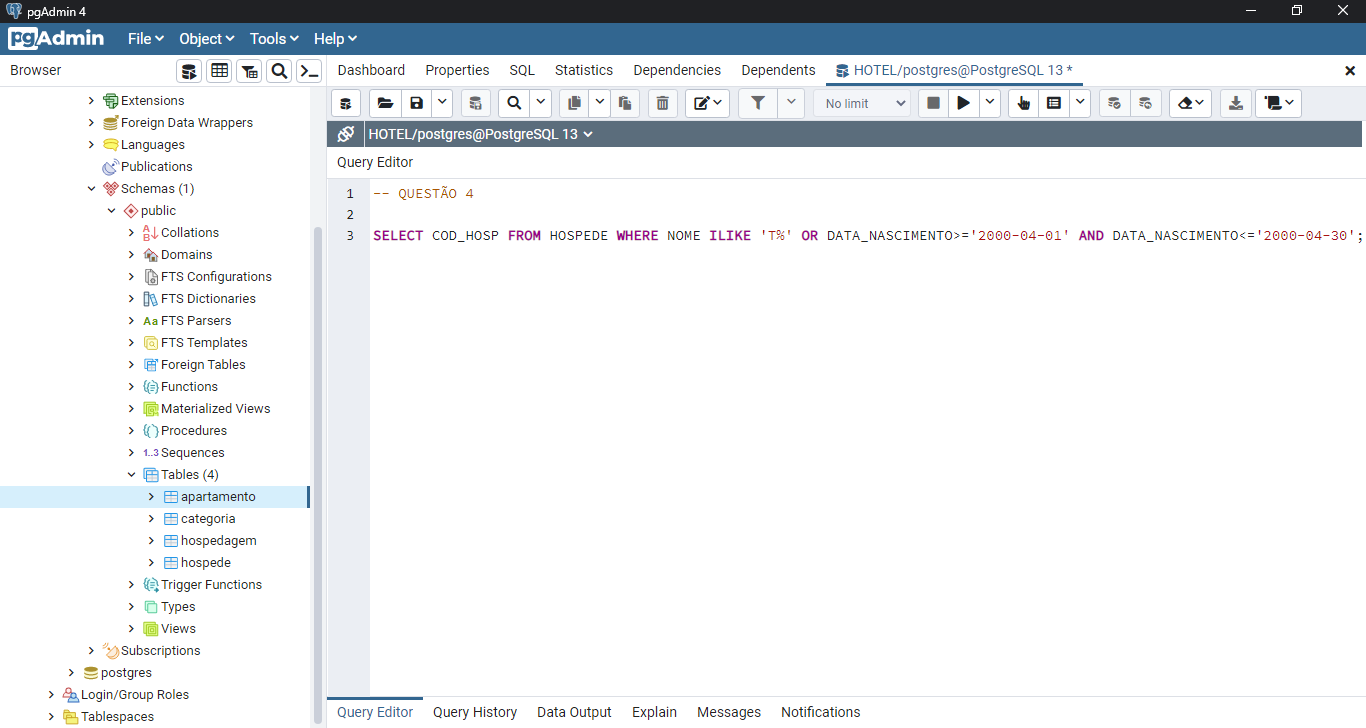 pgAdmin 4
pgAdmin File Object Tools Help
Browser
Dashboard Properties SQL Statistics Dependencies Dependents HOTEL/postgres@PostgreSQL 13 *
No limit
HOTEL/postgres@PostgreSQL 13
Query Editor
1 -- QUESTÃO 4
2
3 SELECT COD_HOSP FROM HOSPEDE WHERE NOME ILIKE 'T%' OR DATA_NASCIMENTO>='2000-04-01' AND DATA_NASCIMENTO<='2000-04-30';
Extensions
Foreign Data Wrappers
Languages
Publications
Schemas (1)
public
Collations
Domains
FTS Configurations
FTS Dictionaries
Aa FTS Parsers
FTS Templates
Foreign Tables
Functions
Materialized Views
Procedures
1..3 Sequences
Tables (4)
apartamento
categoria
hospedagem
hospede
Trigger Functions
Types
Views
Subscriptions
postgres
Login/Group Roles
Tablespaces
Query Editor Query History Data Output Explain Messages Notifications